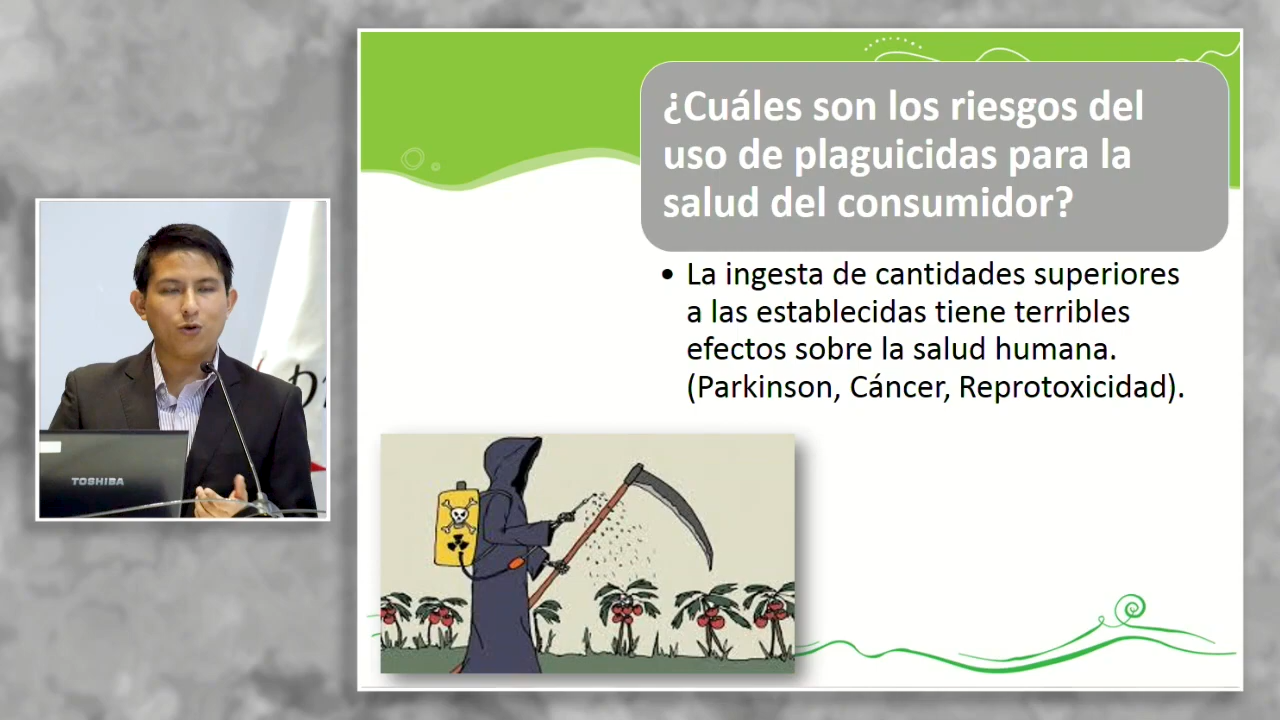 ¿Cuáles son los riesgos del
uso de plaguicidas para la
salud del consumidor?
• La ingesta de cantidades superiores
a las establecidas tiene terribles
efectos sobre la salud humana.
(Parkinson, Cáncer, Reprotoxicidad).
TOSHIBA